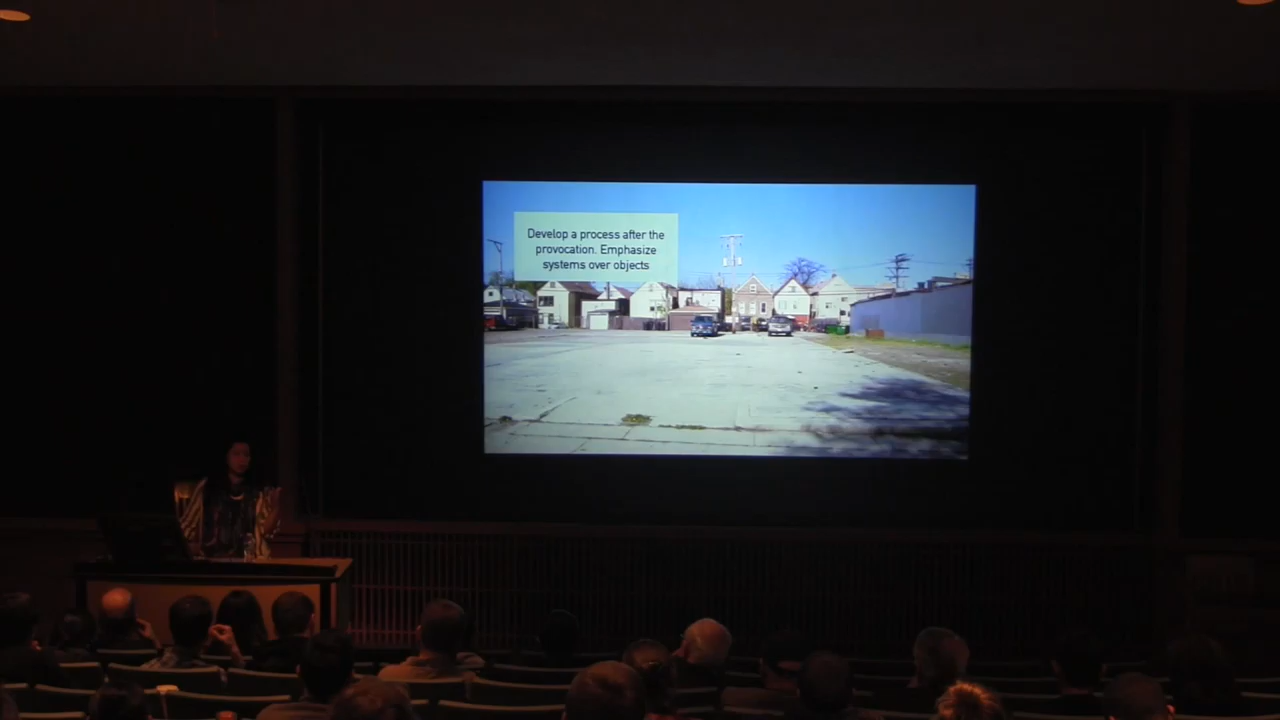 Develop a process after the
provocation. Emphasize
systems over objects